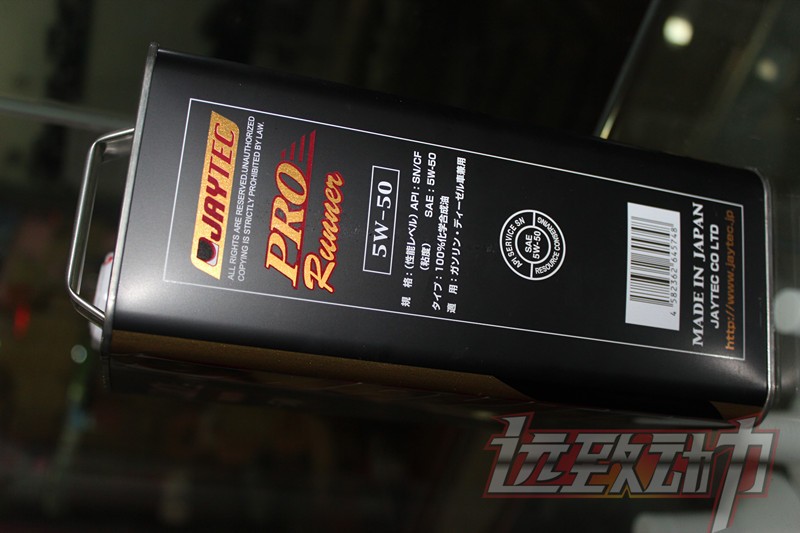 JAYTEC
ALL RIGHTS ARE RESERVED.UNAUTHORIZED
COPYING IS STRICTLY PROHIBITED BY LAW.
PRO
Runner
5W-50
規 格：(性能レベル) API：SN/CF
(粘度) SAE：5W-50
タイプ：100%化学合成油
適 用：ガソリン・ディーゼル車兼用
API SERVICE SN
SAE
5W-50
RESOURCE CONSERVING
4 582362 645748
MADE IN JAPAN
JAYTEC CO LTD
http://www.jaytec.jp
远致动力